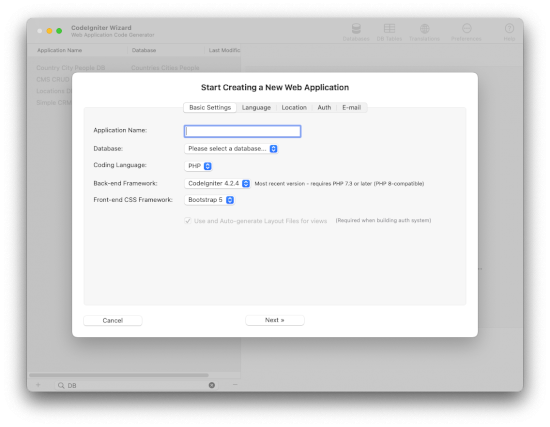 CodeIgniter Wizard
Web Application Code Generator
Databases DB Tables Generations Preferences Help
Application Name Database Last Modific
Country City People DB Countries Cities People
CMS CRUD
Locations
Simple CRM
Start Creating a New Web Application
Basic Settings Language Location Auth E-mail
Application Name:
Database: Please select a database...
Coding Language: PHP
Back-end Framework: CodeIgniter 4.2.4 Most recent version - requires PHP 7.3 or later (PHP 8-compatible)
Front-end CSS Framework: Bootstrap 5
Use and Auto-generate Layout Files for views (Required when building auth system)
Cancel Next »
+ DB −